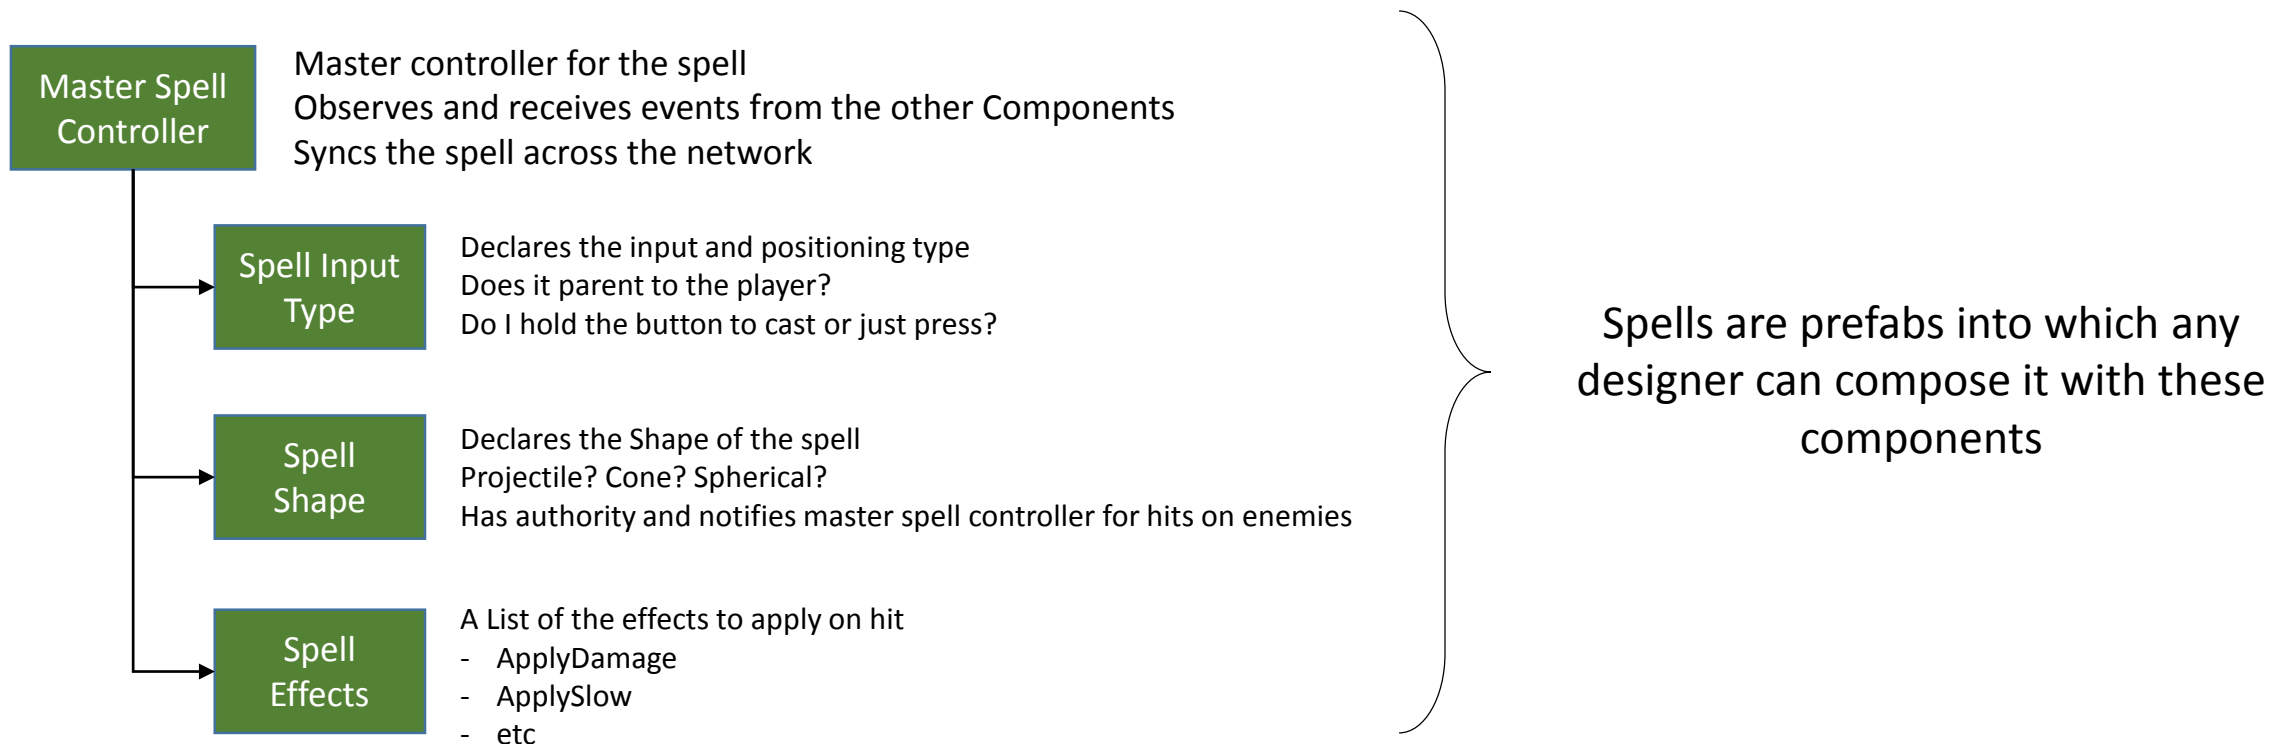 Master Spell
Controller
Master controller for the spell
Observes and receives events from the other Components
Syncs the spell across the network
Spell Input
Type
Declares the input and positioning type
Does it parent to the player?
Do I hold the button to cast or just press?
Spell
Shape
Declares the Shape of the spell
Projectile? Cone? Spherical?
Has authority and notifies master spell controller for hits on enemies
Spell
Effects
A List of the effects to apply on hit
- ApplyDamage
- ApplySlow
- etc
Spells are prefabs into which any
designer can compose it with these
components